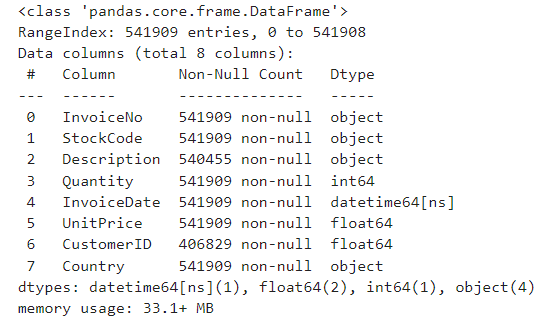 <class 'pandas.core.frame.DataFrame'>
RangeIndex: 541909 entries, 0 to 541908
Data columns (total 8 columns):
 #   Column       Non-Null Count   Dtype
---  ------       --------------   -----
 0   InvoiceNo    541909 non-null  object
 1   StockCode    541909 non-null  object
 2   Description  540455 non-null  object
 3   Quantity     541909 non-null  int64
 4   InvoiceDate  541909 non-null  datetime64[ns]
 5   UnitPrice    541909 non-null  float64
 6   CustomerID   406829 non-null  float64
 7   Country      541909 non-null  object
dtypes: datetime64[ns](1), float64(2), int64(1), object(4)
memory usage: 33.1+ MB